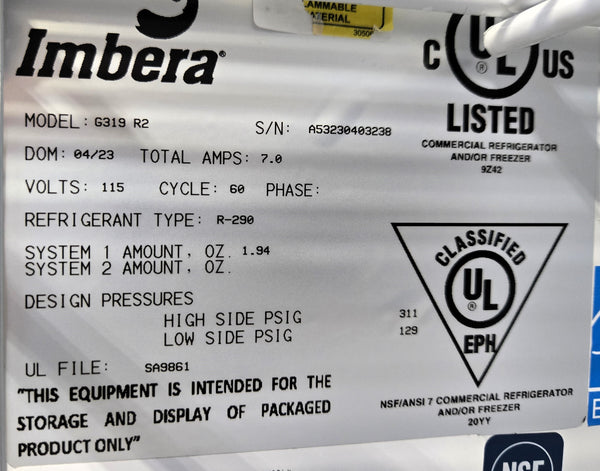 AMMABLE
ATERIAL
Imbera®
C UL US
®
LISTED
COMMERCIAL REFRIGERATOR
AND/OR FREEZER
9Z42
MODEL: G319 R2
S/N: A53230403238
DOM: 04/23 TOTAL AMPS: 7.0
VOLTS: 115 CYCLE: 60 PHASE:
REFRIGERANT TYPE: R-290
SYSTEM 1 AMOUNT, OZ. 1.94
SYSTEM 2 AMOUNT, OZ.
DESIGN PRESSURES
HIGH SIDE PSIG 311
LOW SIDE PSIG 129
UL FILE: SA9861
"THIS EQUIPMENT IS INTENDED FOR THE
STORAGE AND DISPLAY OF PACKAGED
PRODUCT ONLY"
CLASSIFIED
UL
®
EPH
NSF/ANSI 7 COMMERCIAL REFRIGERATOR
AND/OR FREEZER
20YY
NSF